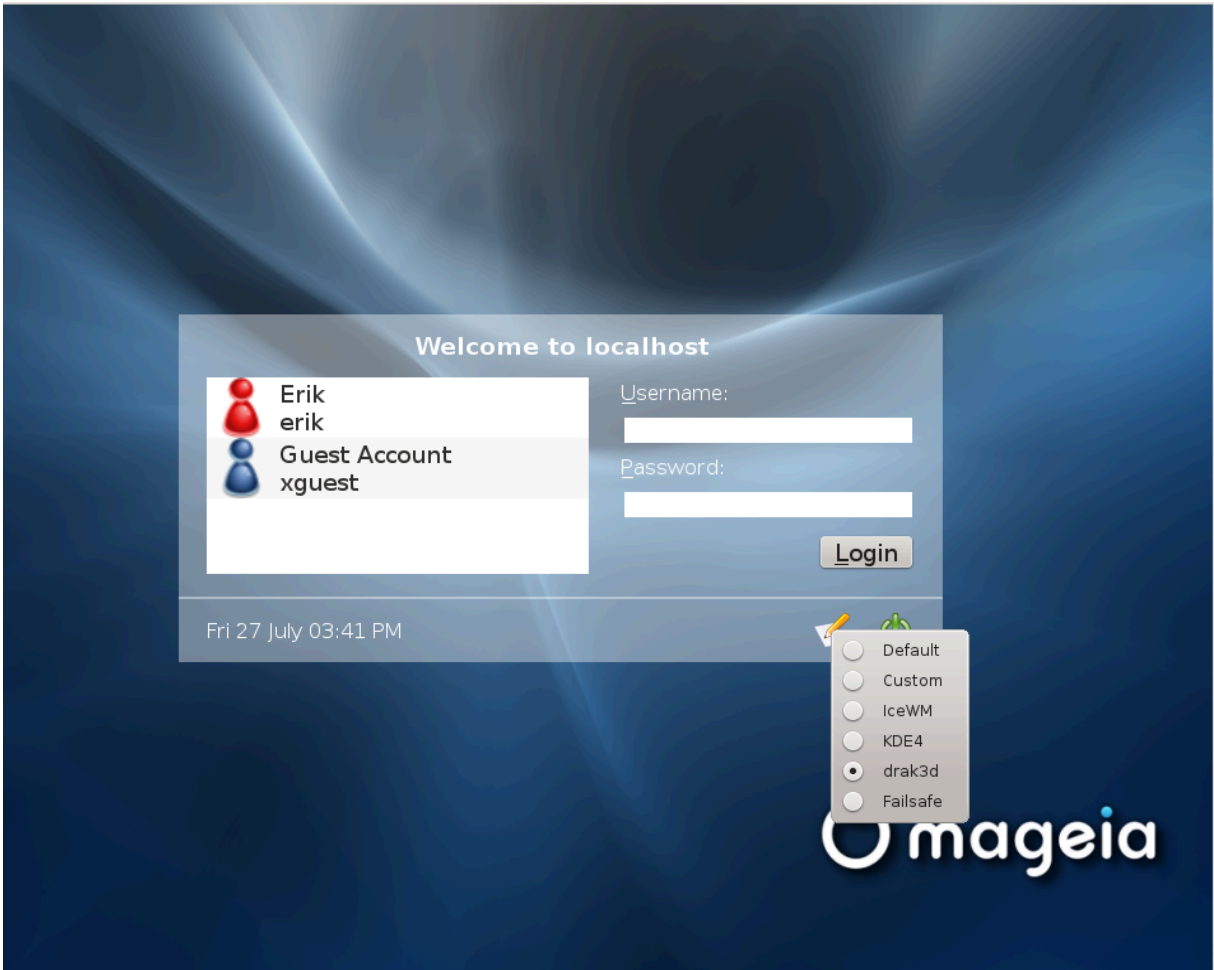 Welcome to localhost
Erik
erik
Guest Account
xguest
Username:
Password:
Login
Fri 27 July 03:41 PM
Default
Custom
IceWM
KDE4
drak3d
Failsafe
mageia